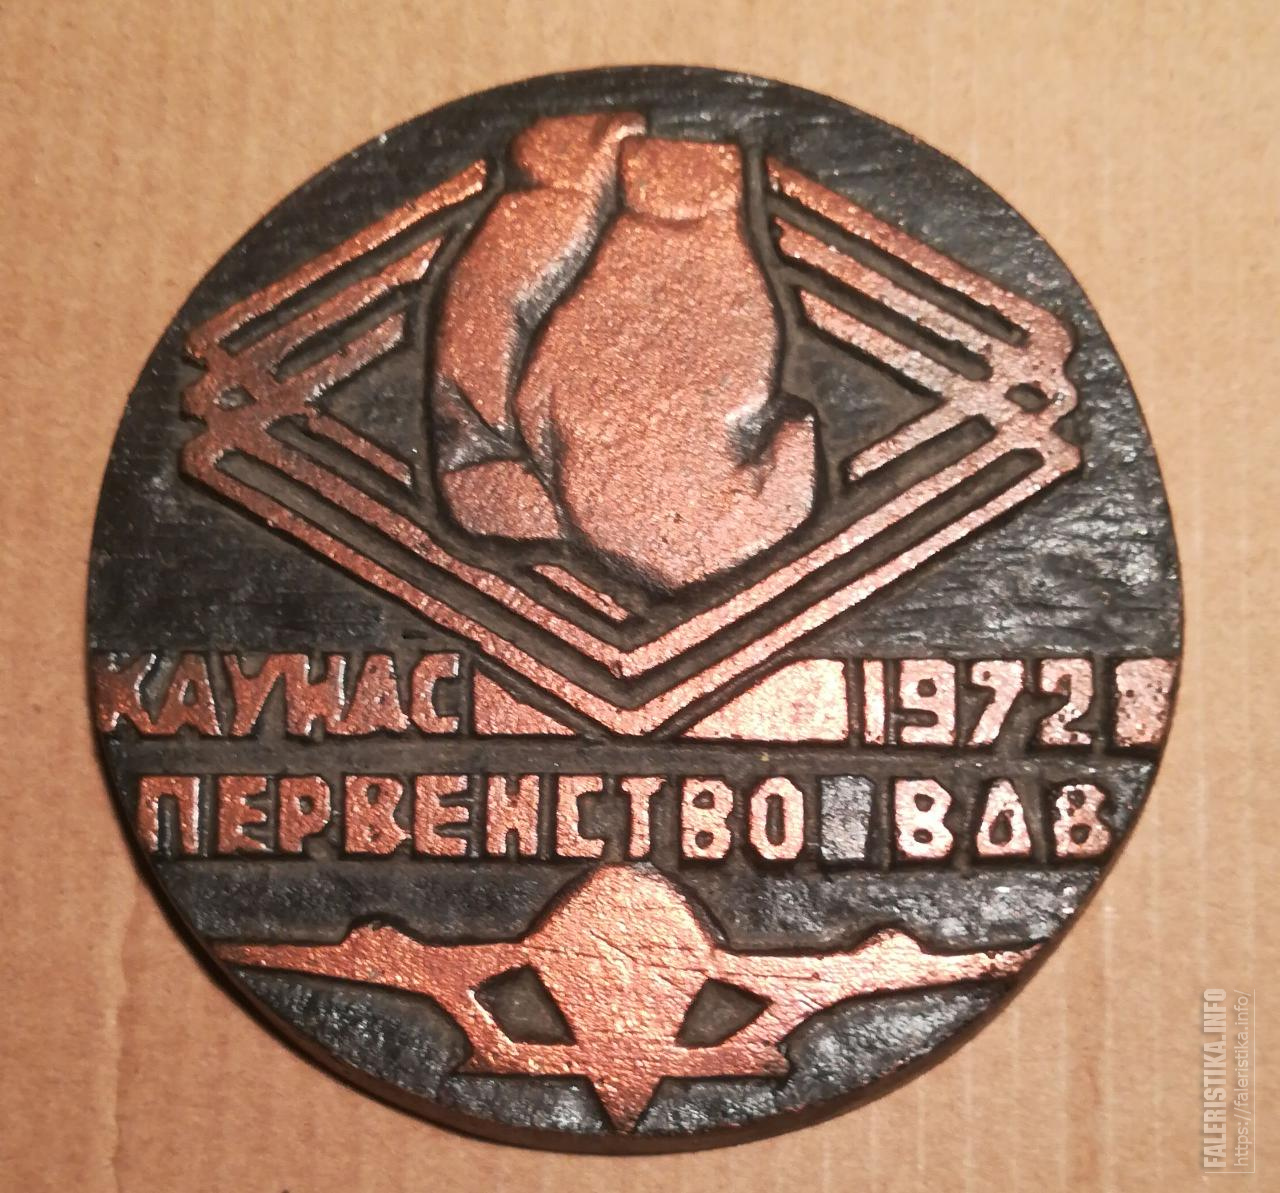 КАУНАС 1972
ПЕРВЕНСТВО ВДВ
FALERISTIKA.INFO
https://faleristika.info/